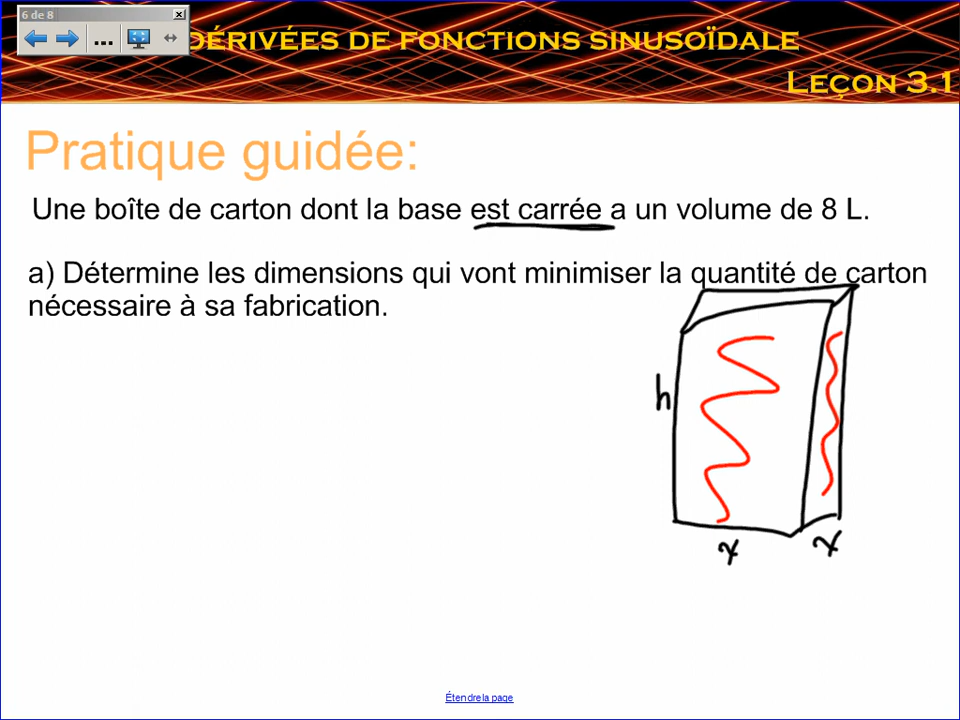 6 de 8
DÉRIVÉES DE FONCTIONS SINUSOÏDALE
LEÇON 3.1
Pratique guidée:
Une boîte de carton dont la base est carrée a un volume de 8 L.
a) Détermine les dimensions qui vont minimiser la quantité de carton
nécessaire à sa fabrication.
h
x
x
Étendre la page